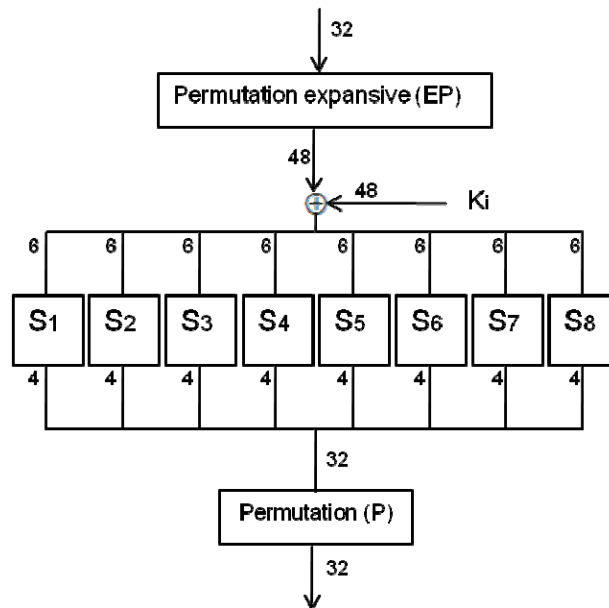 32
Permutation expansive (EP)
48
48 Ki
6 6 6 6 6 6 6 6
S1 S2 S3 S4 S5 S6 S7 S8
4 4 4 4 4 4 4 4
32
Permutation (P)
32